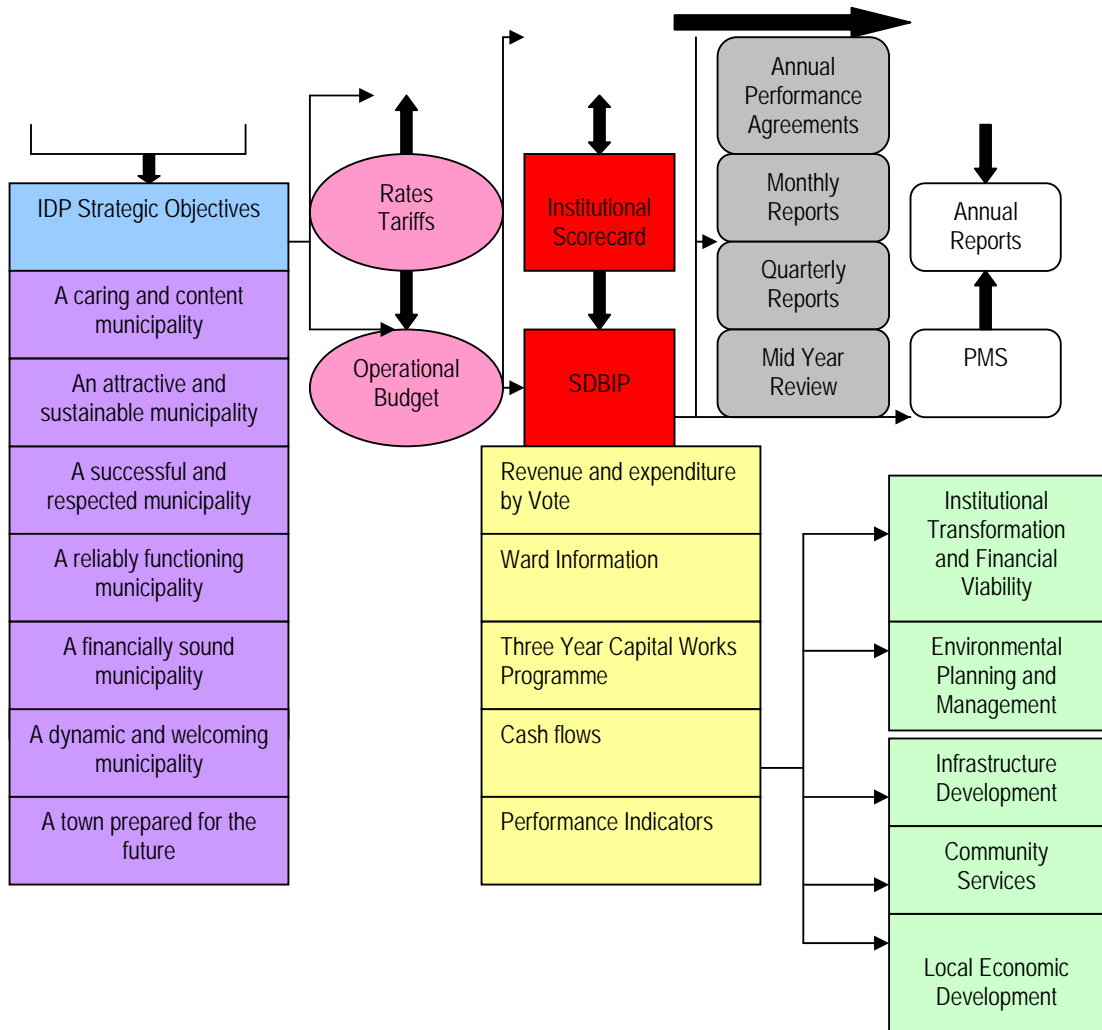 IDP Strategic Objectives
A caring and content
municipality
An attractive and
sustainable municipality
A successful and
respected municipality
A reliably functioning
municipality
A financially sound
municipality
A dynamic and welcoming
municipality
A town prepared for the
future
Rates
Tariffs
Operational
Budget
Institutional
Scorecard
SDBIP
Revenue and expenditure
by Vote
Ward Information
Three Year Capital Works
Programme
Cash flows
Performance Indicators
Annual
Performance
Agreements
Monthly
Reports
Quarterly
Reports
Mid Year
Review
Annual
Reports
PMS
Institutional
Transformation
and Financial
Viability
Environmental
Planning and
Management
Infrastructure
Development
Community
Services
Local Economic
Development